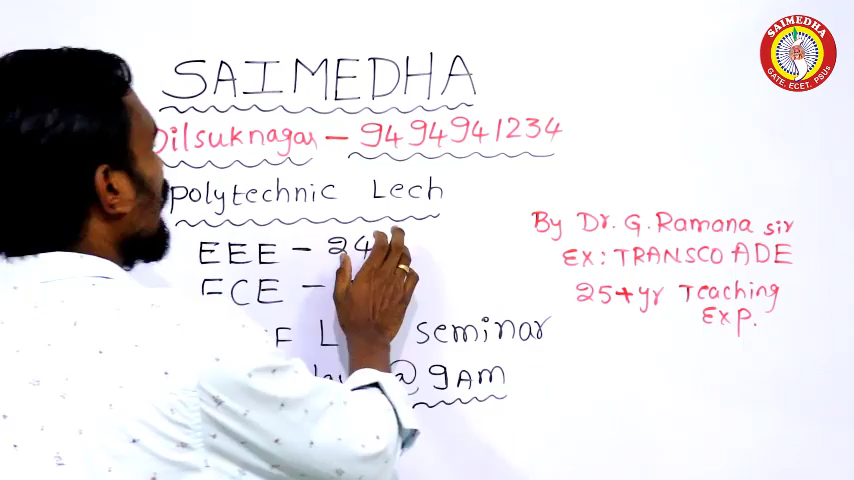 SAIMEDHA
GATE, ECET, PSUs
SAIMEDHA
Dilsuknagar - 9494941234
polytechnic Lech
EEE - 24
ECE -
seminar
@ 9AM
By Dr. G. Ramana sir
EX: TRANSCO ADE
25+yr Teaching
Exp.